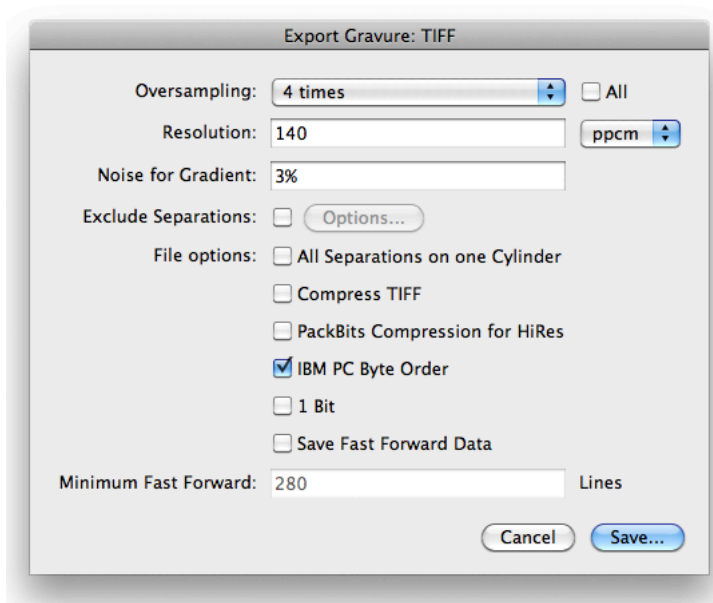 Export Gravure: TIFF
Oversampling: 4 times All
Resolution: 140 ppcm
Noise for Gradient: 3%
Exclude Separations: Options...
File options: All Separations on one Cylinder
Compress TIFF
PackBits Compression for HiRes
IBM PC Byte Order
1 Bit
Save Fast Forward Data
Minimum Fast Forward: 280 Lines
Cancel Save...